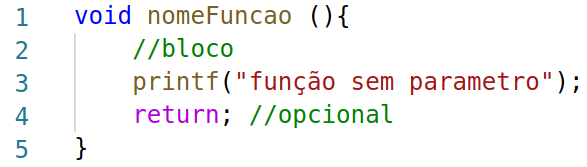 1 void nomeFuncao (){
2 //bloco
3 printf("função sem parametro");
4 return; //opcional
5 }